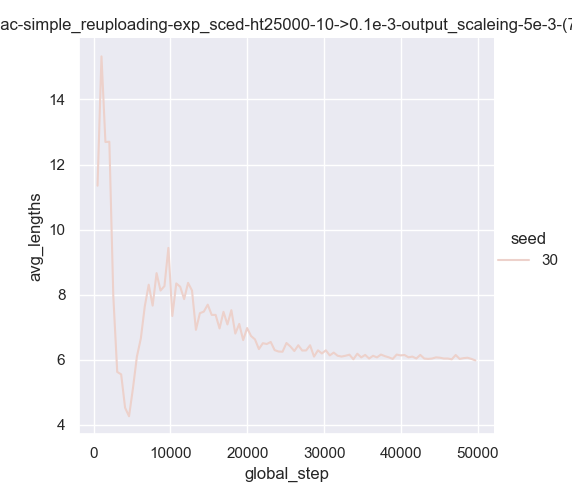 ac-simple_reuploading-exp_sced-ht25000-10->0.1e-3-output_scaleing-5e-3-(7
14
12
10
8
6
4
avg_lengths
0 10000 20000 30000 40000 50000
global_step
seed
30